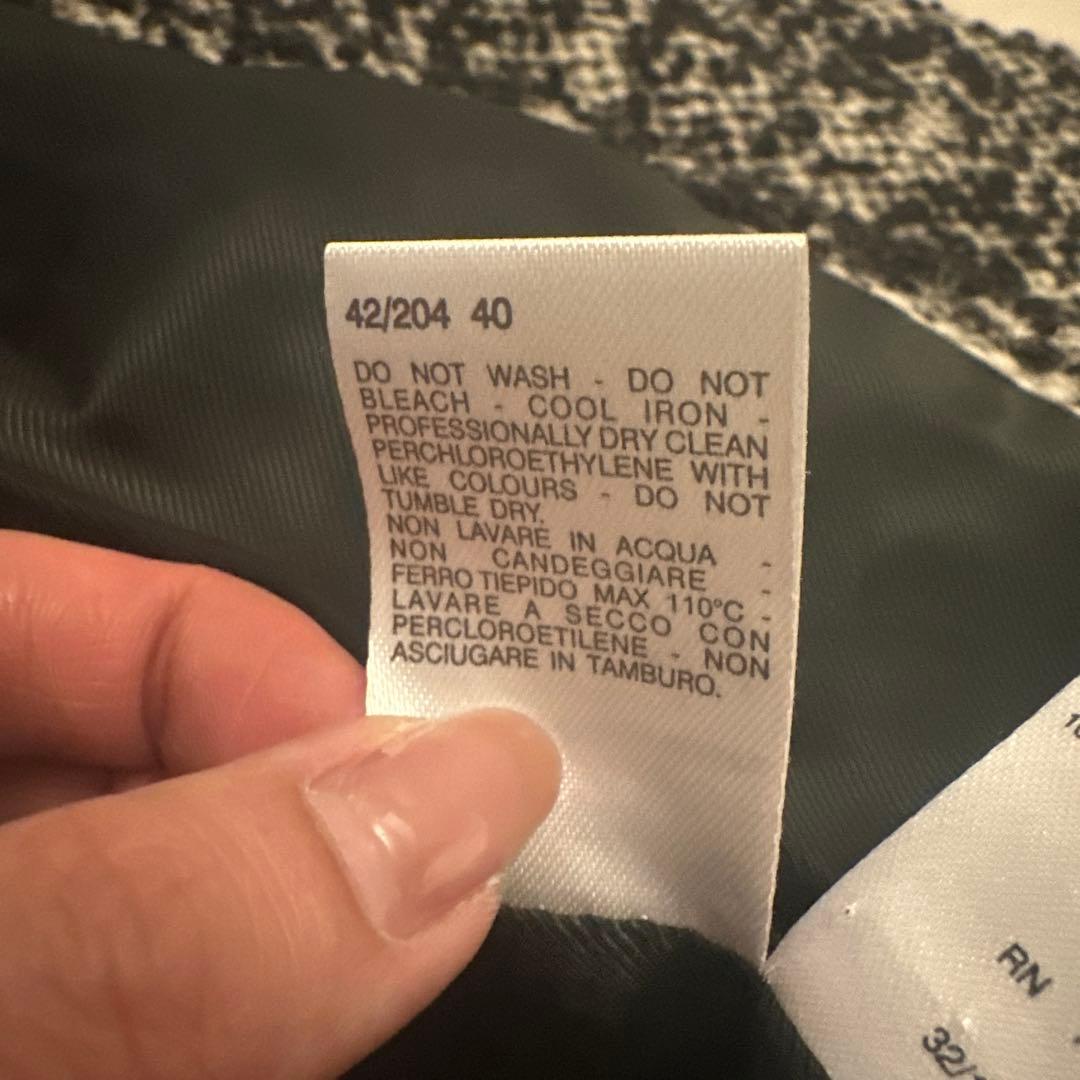 42/204 40
DO NOT WASH - DO NOT
BLEACH - COOL IRON -
PROFESSIONALLY DRY CLEAN
PERCHLOROETHYLENE WITH
LIKE COLOURS - DO NOT
TUMBLE DRY.
NON LAVARE IN ACQUA -
NON CANDEGGIARE -
FERRO TIEPIDO MAX 110°C -
LAVARE A SECCO CON
PERCLOROETILENE - NON
ASCIUGARE IN TAMBURO.
RN
32/